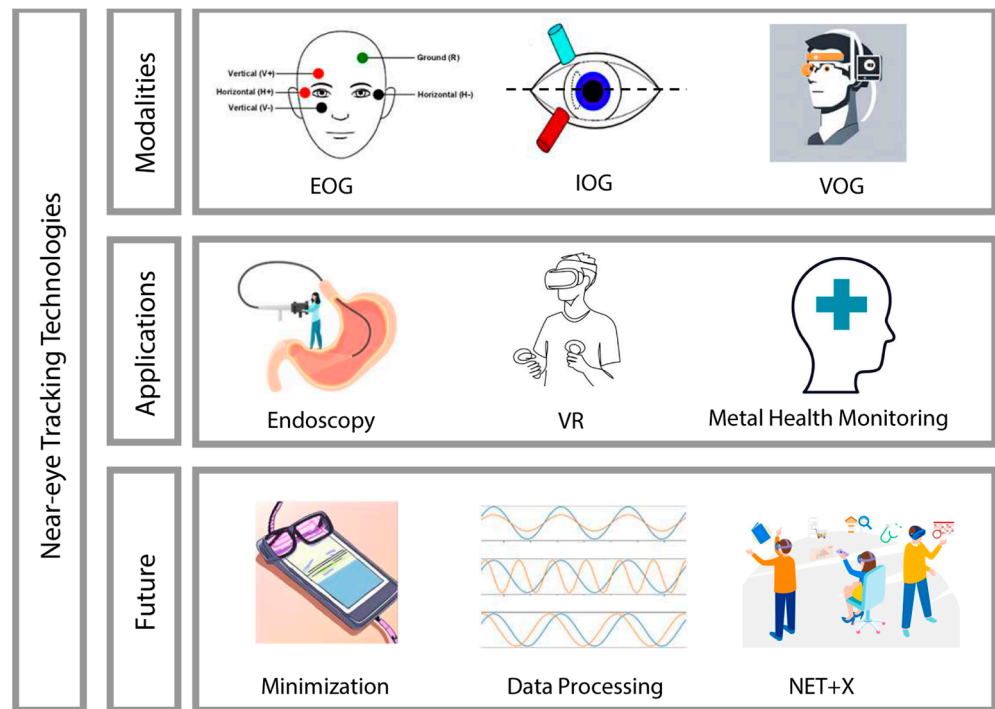 Near-eye Tracking Technologies
Modalities
Ground (R)
Vertical (V+)
Horizontal (H+)
Horizontal (H-)
Vertical (V-)
EOG
IOG
VOG
Applications
Endoscopy
VR
Metal Health Monitoring
Future
Minimization
Data Processing
NET+X